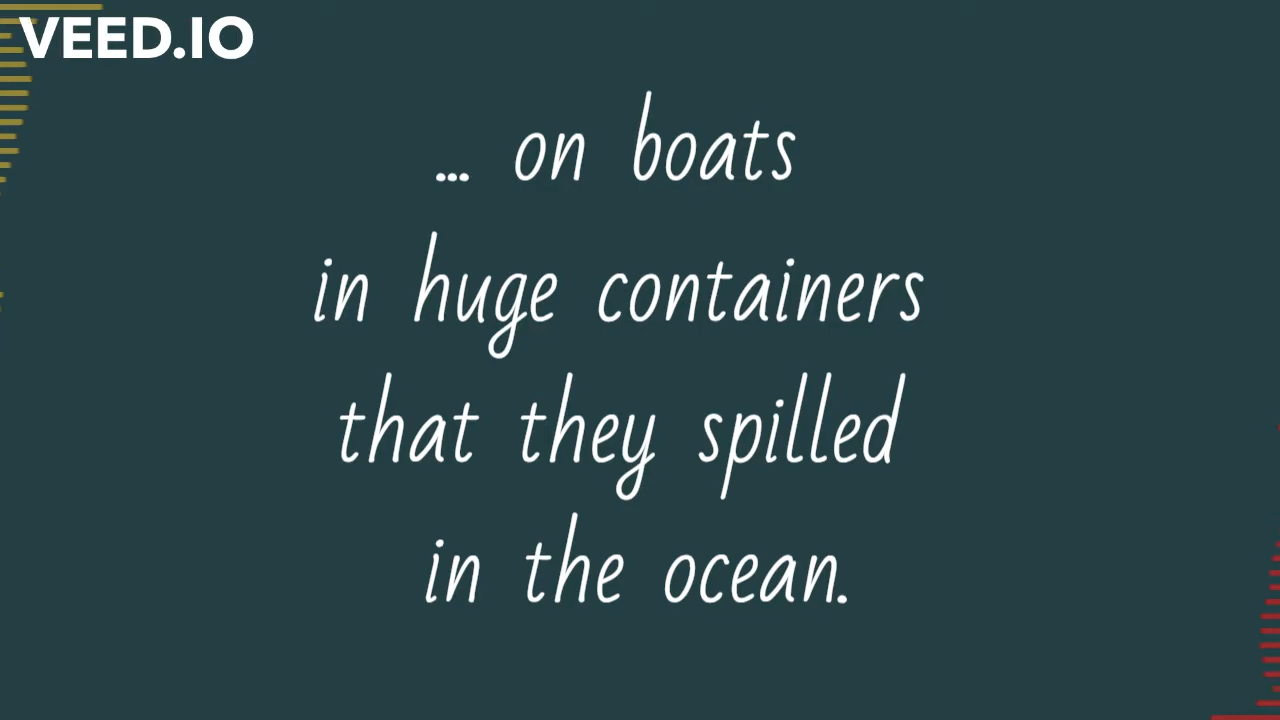 VEED.IO
... on boats
in huge containers
that they spilled
in the ocean.